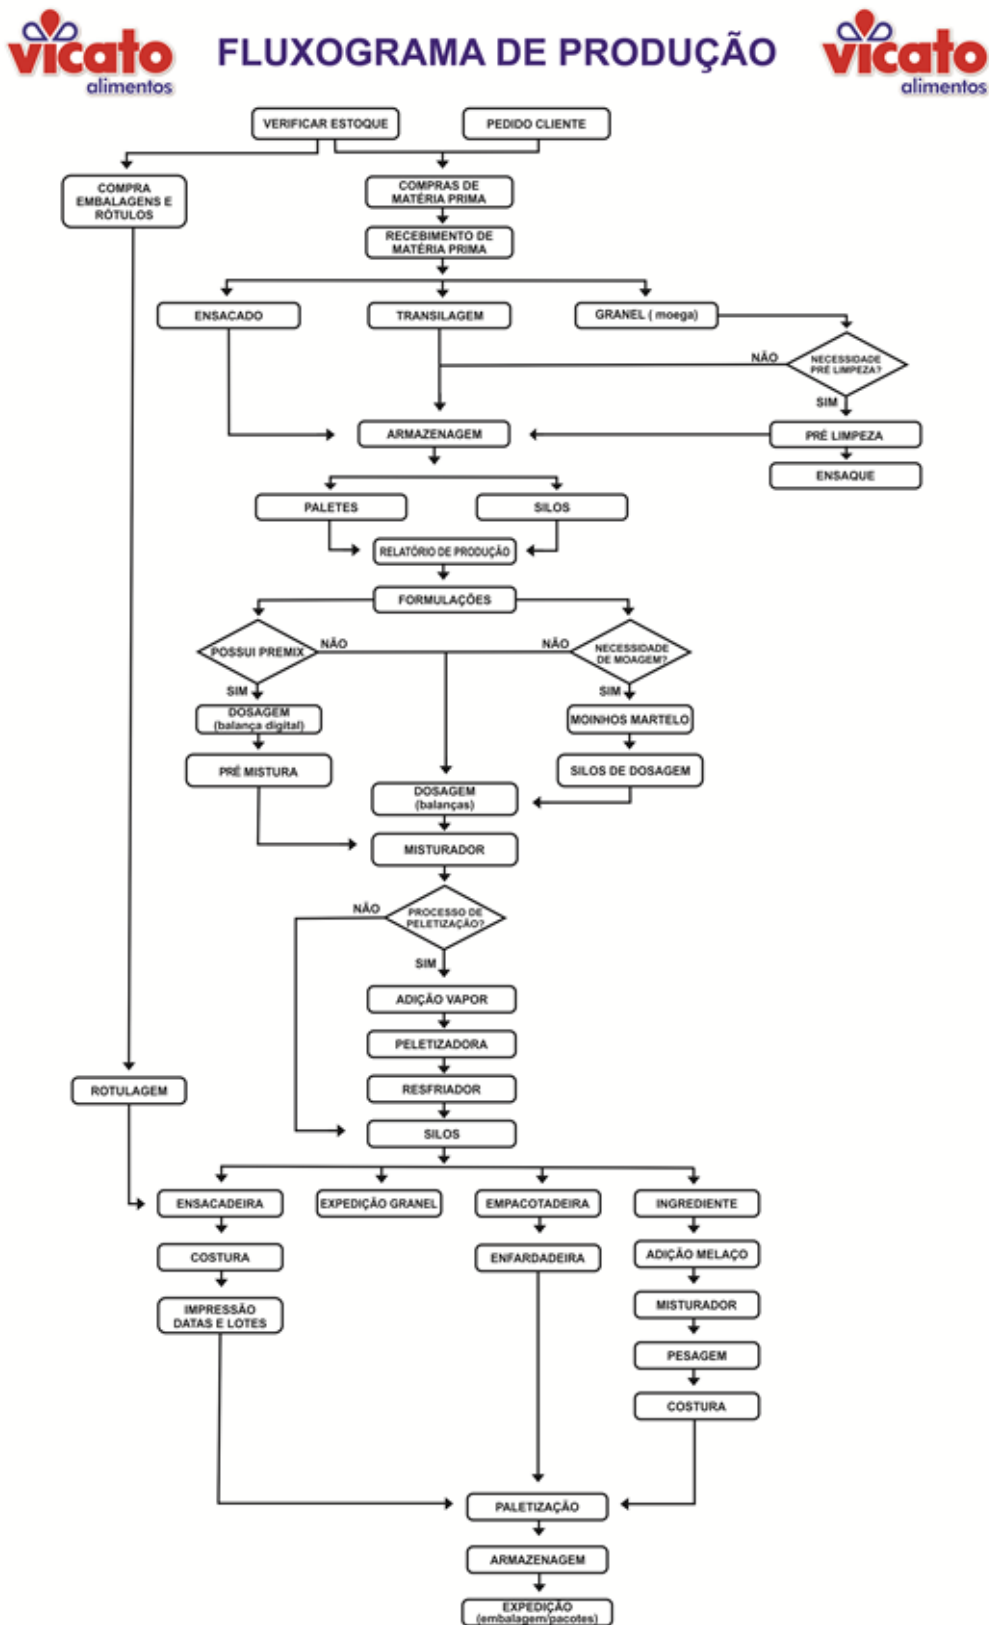 vicato
alimentos
FLUXOGRAMA DE PRODUÇÃO
vicato
alimentos
VERIFICAR ESTOQUE
PEDIDO CLIENTE
COMPRA
EMBALAGENS E
RÓTULOS
COMPRAS DE
MATÉRIA PRIMA
RECEBIMENTO DE
MATÉRIA PRIMA
ENSACADO
TRANSILAGEM
GRANEL ( moega)
NÃO
NECESSIDADE
PRÉ LIMPEZA?
SIM
ARMAZENAGEM
PRÉ LIMPEZA
ENSAQUE
PALETES
SILOS
RELATÓRIO DE PRODUÇÃO
FORMULAÇÕES
POSSUI PREMIX
NÃO
NÃO
NECESSIDADE
DE MOAGEM?
SIM
SIM
DOSAGEM
(balança digital)
MOINHOS MARTELO
PRÉ MISTURA
SILOS DE DOSAGEM
DOSAGEM
(balanças)
MISTURADOR
NÃO
PROCESSO DE
PELETIZAÇÃO?
SIM
ADIÇÃO VAPOR
PELETIZADORA
ROTULAGEM
RESFRIADOR
SILOS
ENSACADEIRA
EXPEDIÇÃO GRANEL
EMPACOTADEIRA
INGREDIENTE
COSTURA
ENFARDADEIRA
ADIÇÃO MELAÇO
IMPRESSÃO
DATAS E LOTES
MISTURADOR
PESAGEM
COSTURA
PALETIZAÇÃO
ARMAZENAGEM
EXPEDIÇÃO
(embalagem/pacotes)